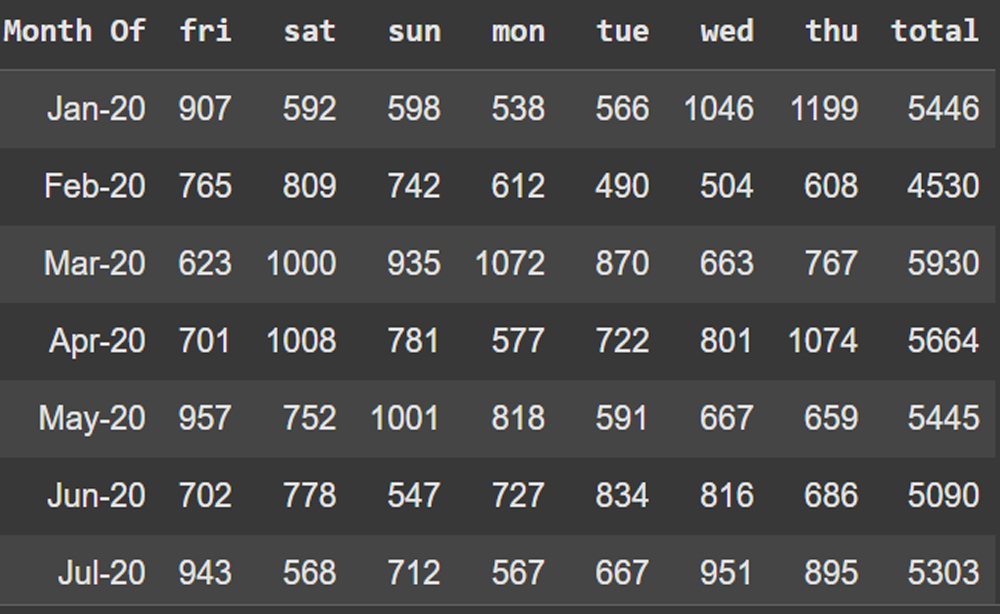 Month Of fri sat sun mon tue wed thu total
Jan-20 907 592 598 538 566 1046 1199 5446
Feb-20 765 809 742 612 490 504 608 4530
Mar-20 623 1000 935 1072 870 663 767 5930
Apr-20 701 1008 781 577 722 801 1074 5664
May-20 957 752 1001 818 591 667 659 5445
Jun-20 702 778 547 727 834 816 686 5090
Jul-20 943 568 712 567 667 951 895 5303